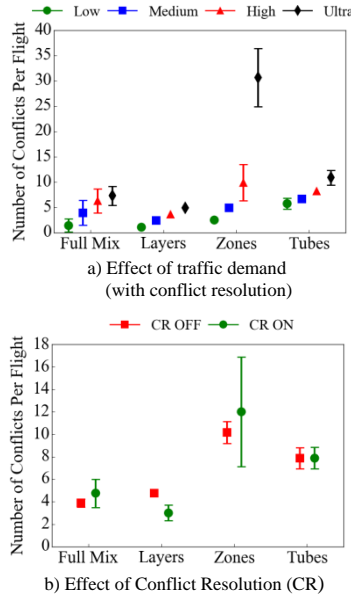 Low Medium High Ultra
Number of Conflicts Per Flight
40
35
30
25
20
15
10
5
0
Full Mix Layers Zones Tubes
a) Effect of traffic demand
(with conflict resolution)
CR OFF CR ON
Number of Conflicts Per Flight
18
16
14
12
10
8
6
4
2
0
Full Mix Layers Zones Tubes
b) Effect of Conflict Resolution (CR)